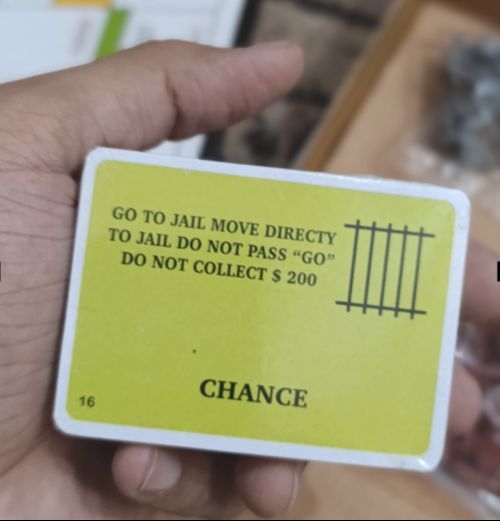 GO TO JAIL MOVE DIRECTY
TO JAIL DO NOT PASS “GO”
DO NOT COLLECT $ 200
CHANCE
16